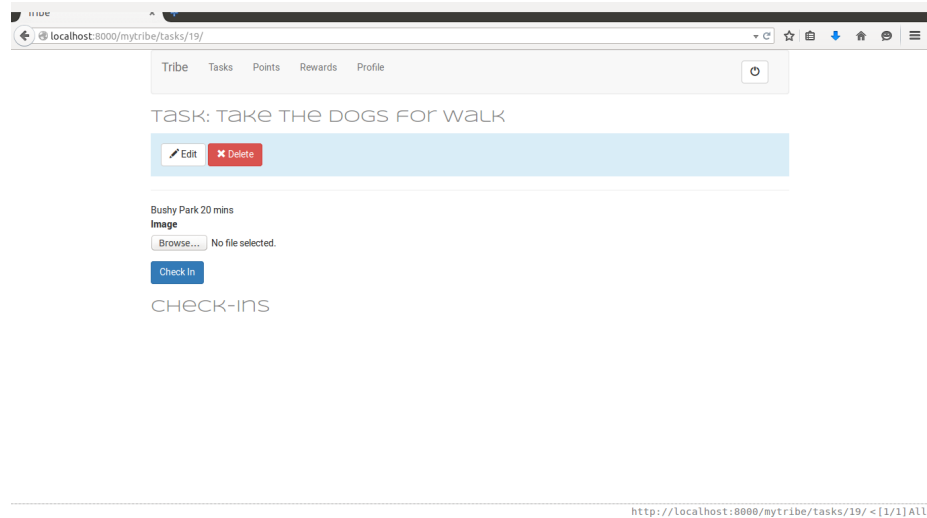 Tribe
localhost:8000/mytribe/tasks/19/
Tribe Tasks Points Rewards Profile
Task: Take the dogs for walk
Edit Delete
Bushy Park 20 mins
Image
Browse... No file selected.
Check In
Check-ins
http://localhost:8000/mytribe/tasks/19/ <[1/1] All